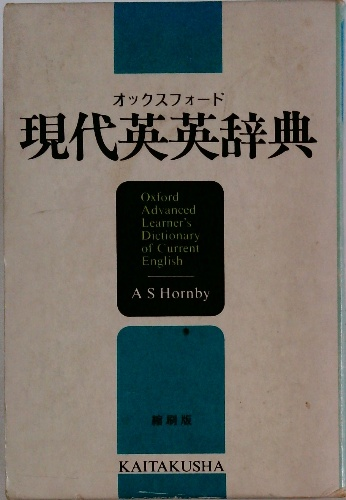 オックスフォード
現代英英辞典
Oxford
Advanced
Learner's
Dictionary
of Current
English
A S Hornby
縮刷版
KAITAKUSHA